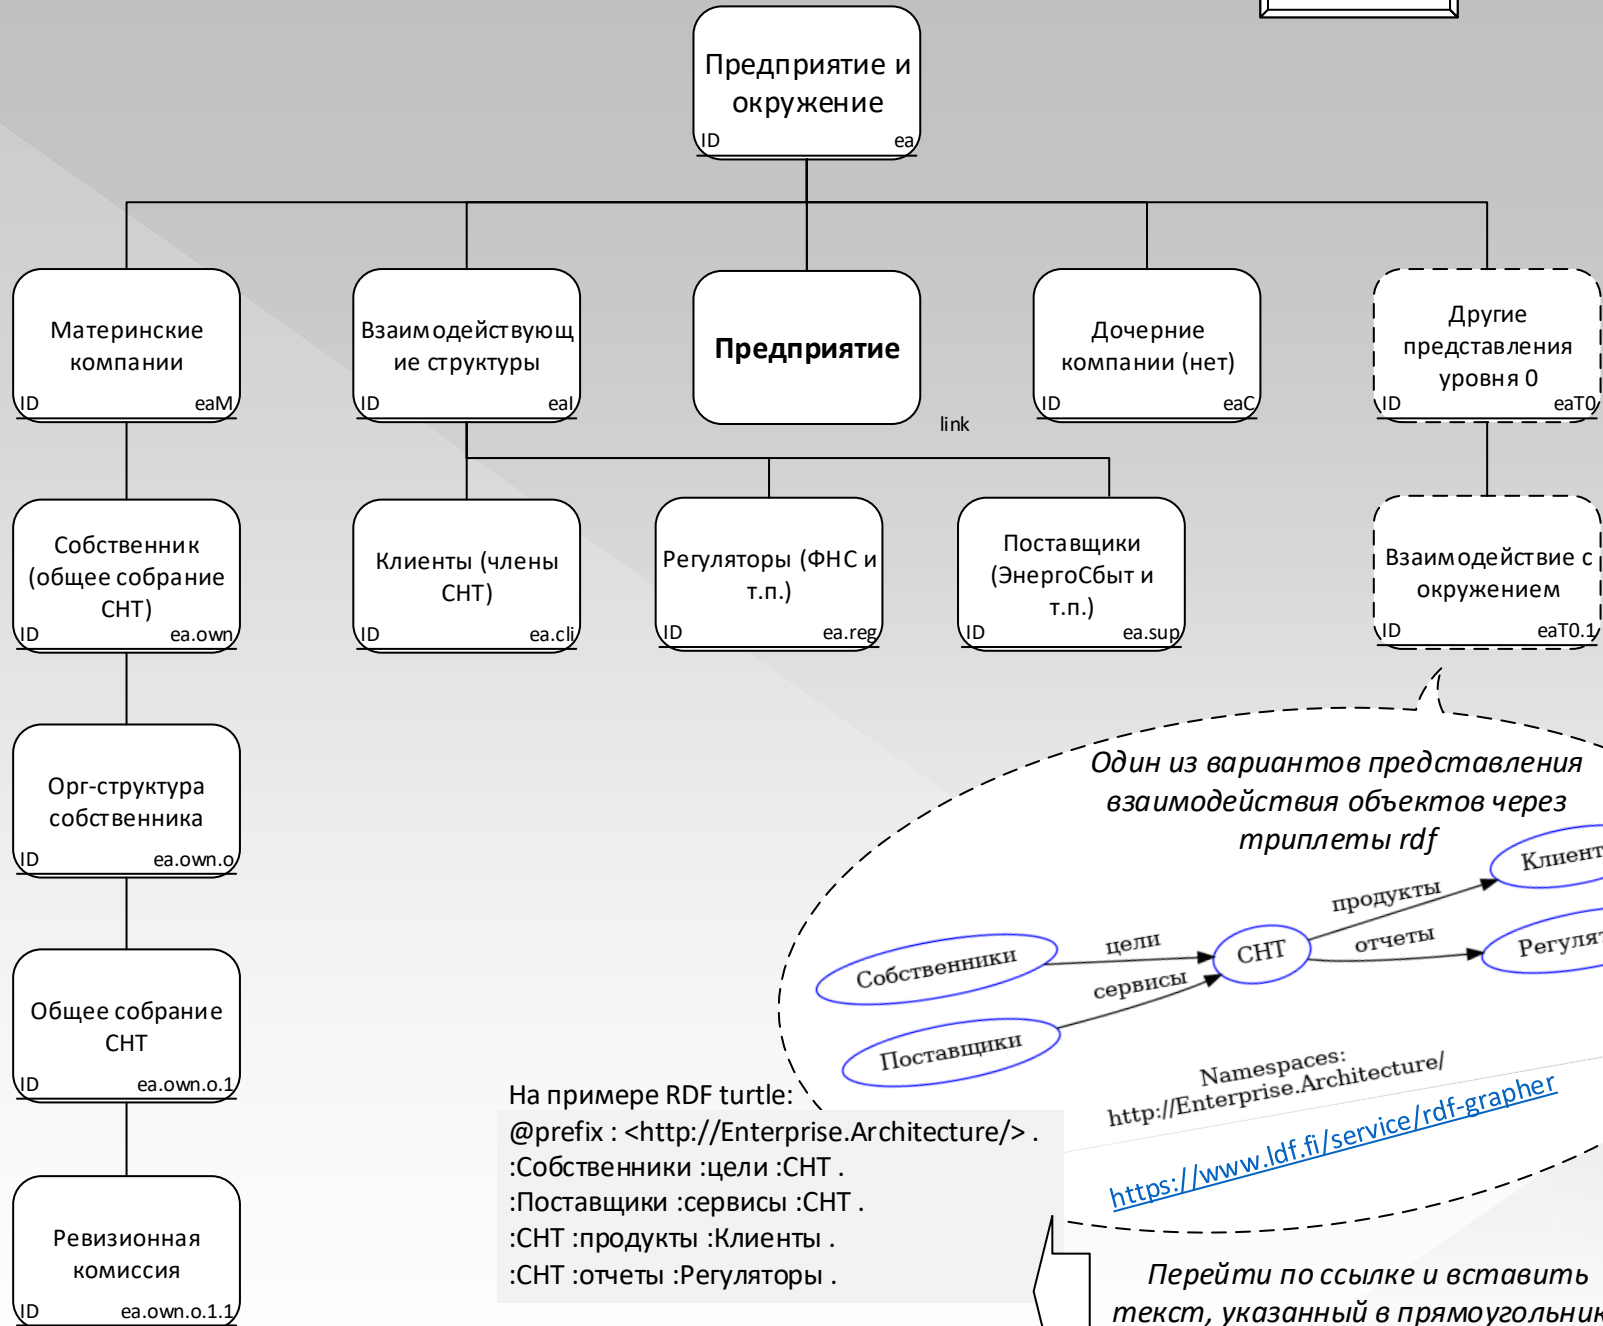 Предприятие и
окружение
ID ea
Материнские
компании
ID eaM
Взаимодействующ
ие структуры
ID eaI
Предприятие
link
Дочерние
компании (нет)
ID eaC
Другие
представления
уровня 0
ID eaT0
Собственник
(общее собрание
СНТ)
ID ea.own
Клиенты (члены
СНТ)
ID ea.cli
Регуляторы (ФНС и
т.п.)
ID ea.reg
Поставщики
(ЭнергоСбыт и
т.п.)
ID ea.sup
Взаимодействие с
окружением
ID eaT0.1
Орг-структура
собственника
ID ea.own.o
Общее собрание
СНТ
ID ea.own.o.1
Ревизионная
комиссия
ID ea.own.o.1.1
Один из вариантов представления
взаимодействия объектов через
триплеты rdf
Собственники
цели
Поставщики
сервисы
СНТ
продукты
Клиент
отчеты
Регулят
Namespaces:
http://Enterprise.Architecture/
https://www.ldf.fi/service/rdf-grapher
На примере RDF turtle:
@prefix : <http://Enterprise.Architecture/> .
:Собственники :цели :СНТ .
:Поставщики :сервисы :СНТ .
:СНТ :продукты :Клиенты .
:СНТ :отчеты :Регуляторы .
Перейти по ссылке и вставить
текст, указанный в прямоугольник